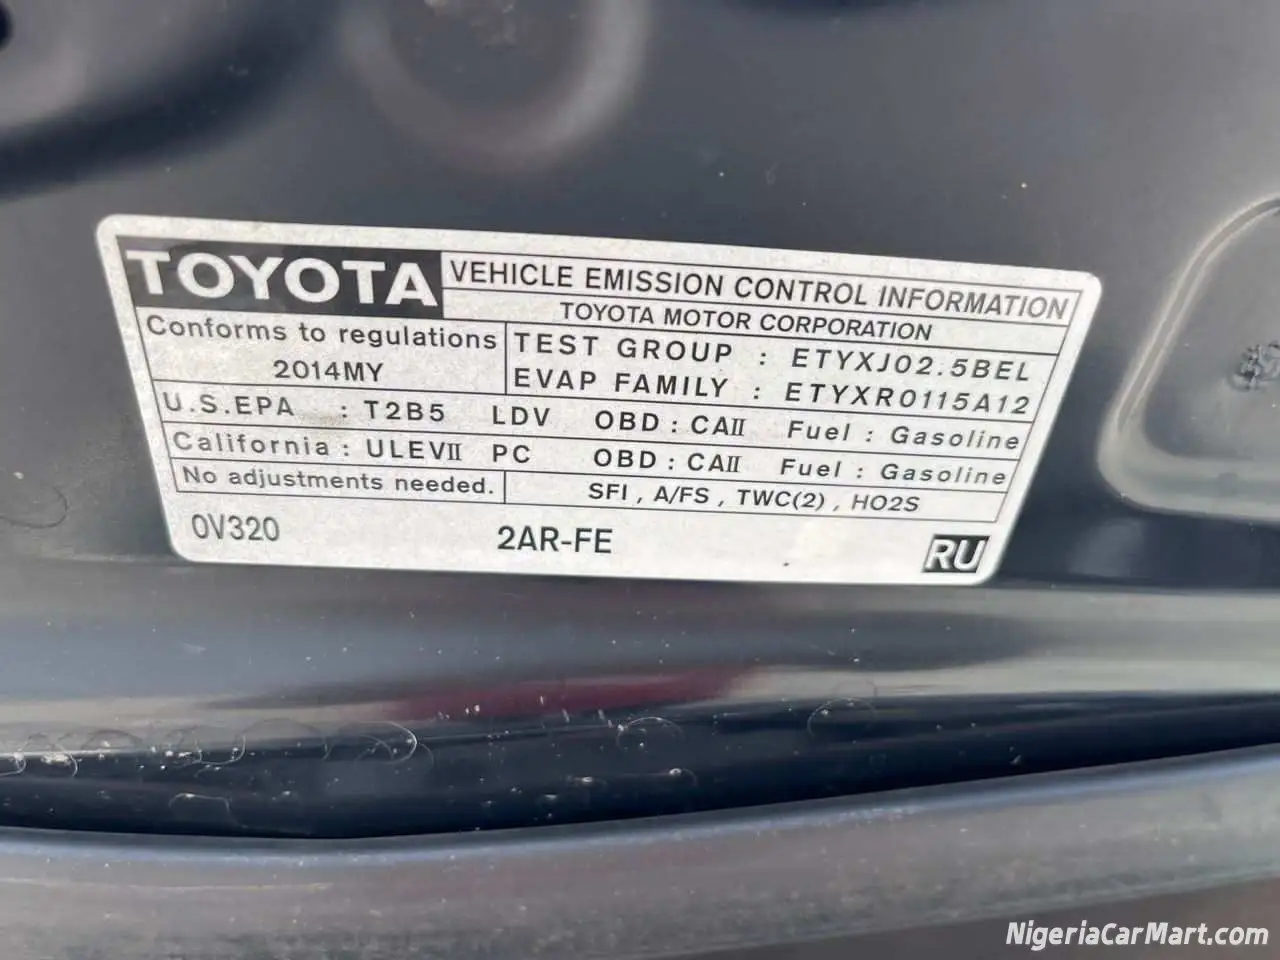 TOYOTA VEHICLE EMISSION CONTROL INFORMATION
TOYOTA MOTOR CORPORATION
Conforms to regulations
2014MY
TEST GROUP : ETYXJ02.5BEL
EVAP FAMILY : ETYXR0115A12
U.S.EPA : T2B5 LDV OBD : CAII Fuel : Gasoline
California : ULEVII PC OBD : CAII Fuel : Gasoline
No adjustments needed. SFI , A/FS , TWC(2) , HO2S
0V320 2AR-FE RU
NigeriaCarMart.com